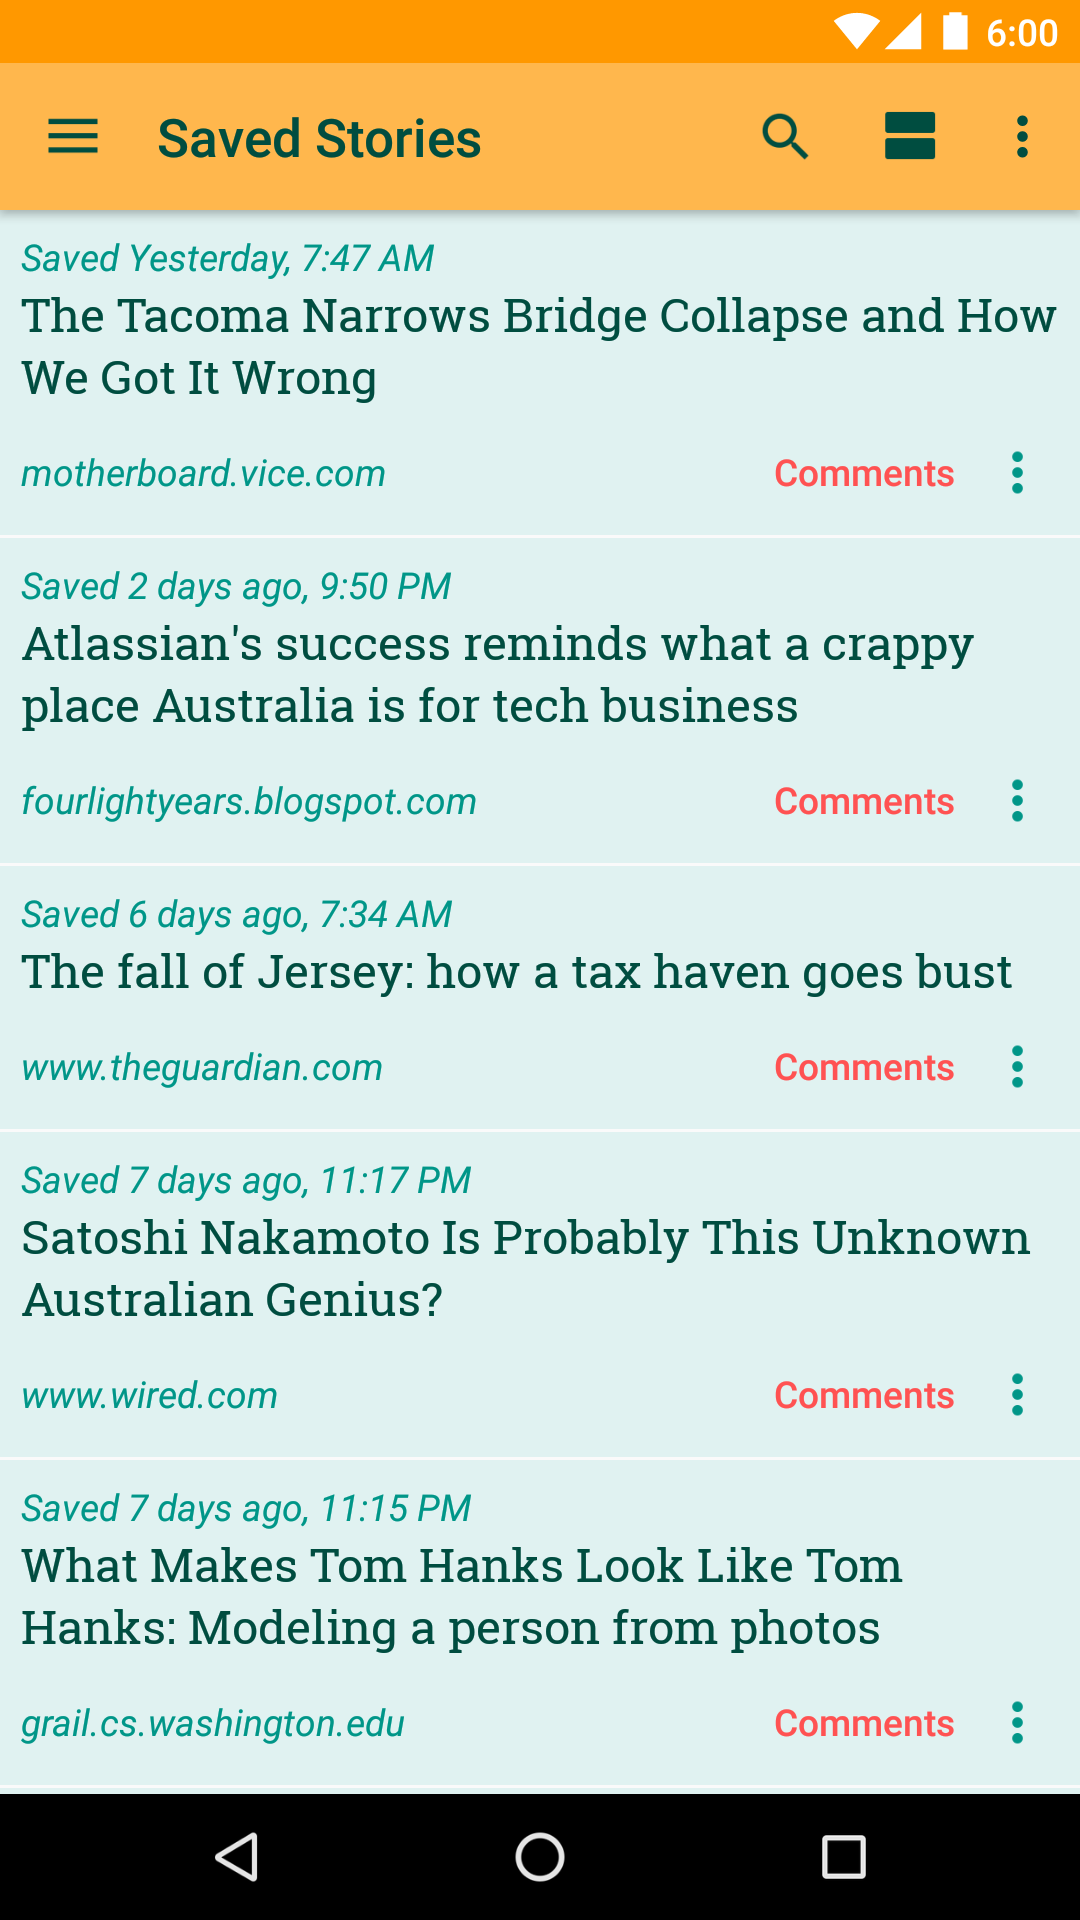 6:00
Saved Stories
Saved Yesterday, 7:47 AM
The Tacoma Narrows Bridge Collapse and How
We Got It Wrong
motherboard.vice.com Comments
Saved 2 days ago, 9:50 PM
Atlassian's success reminds what a crappy
place Australia is for tech business
fourlightyears.blogspot.com Comments
Saved 6 days ago, 7:34 AM
The fall of Jersey: how a tax haven goes bust
www.theguardian.com Comments
Saved 7 days ago, 11:17 PM
Satoshi Nakamoto Is Probably This Unknown
Australian Genius?
www.wired.com Comments
Saved 7 days ago, 11:15 PM
What Makes Tom Hanks Look Like Tom
Hanks: Modeling a person from photos
grail.cs.washington.edu Comments